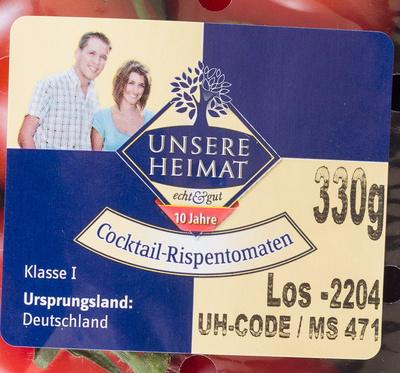 UNSERE
HEIMAT
echt&gut
10 Jahre
330g
Cocktail-Rispentomaten
Klasse I
Ursprungsland:
Deutschland
Los -2204
UH-CODE / MS 471